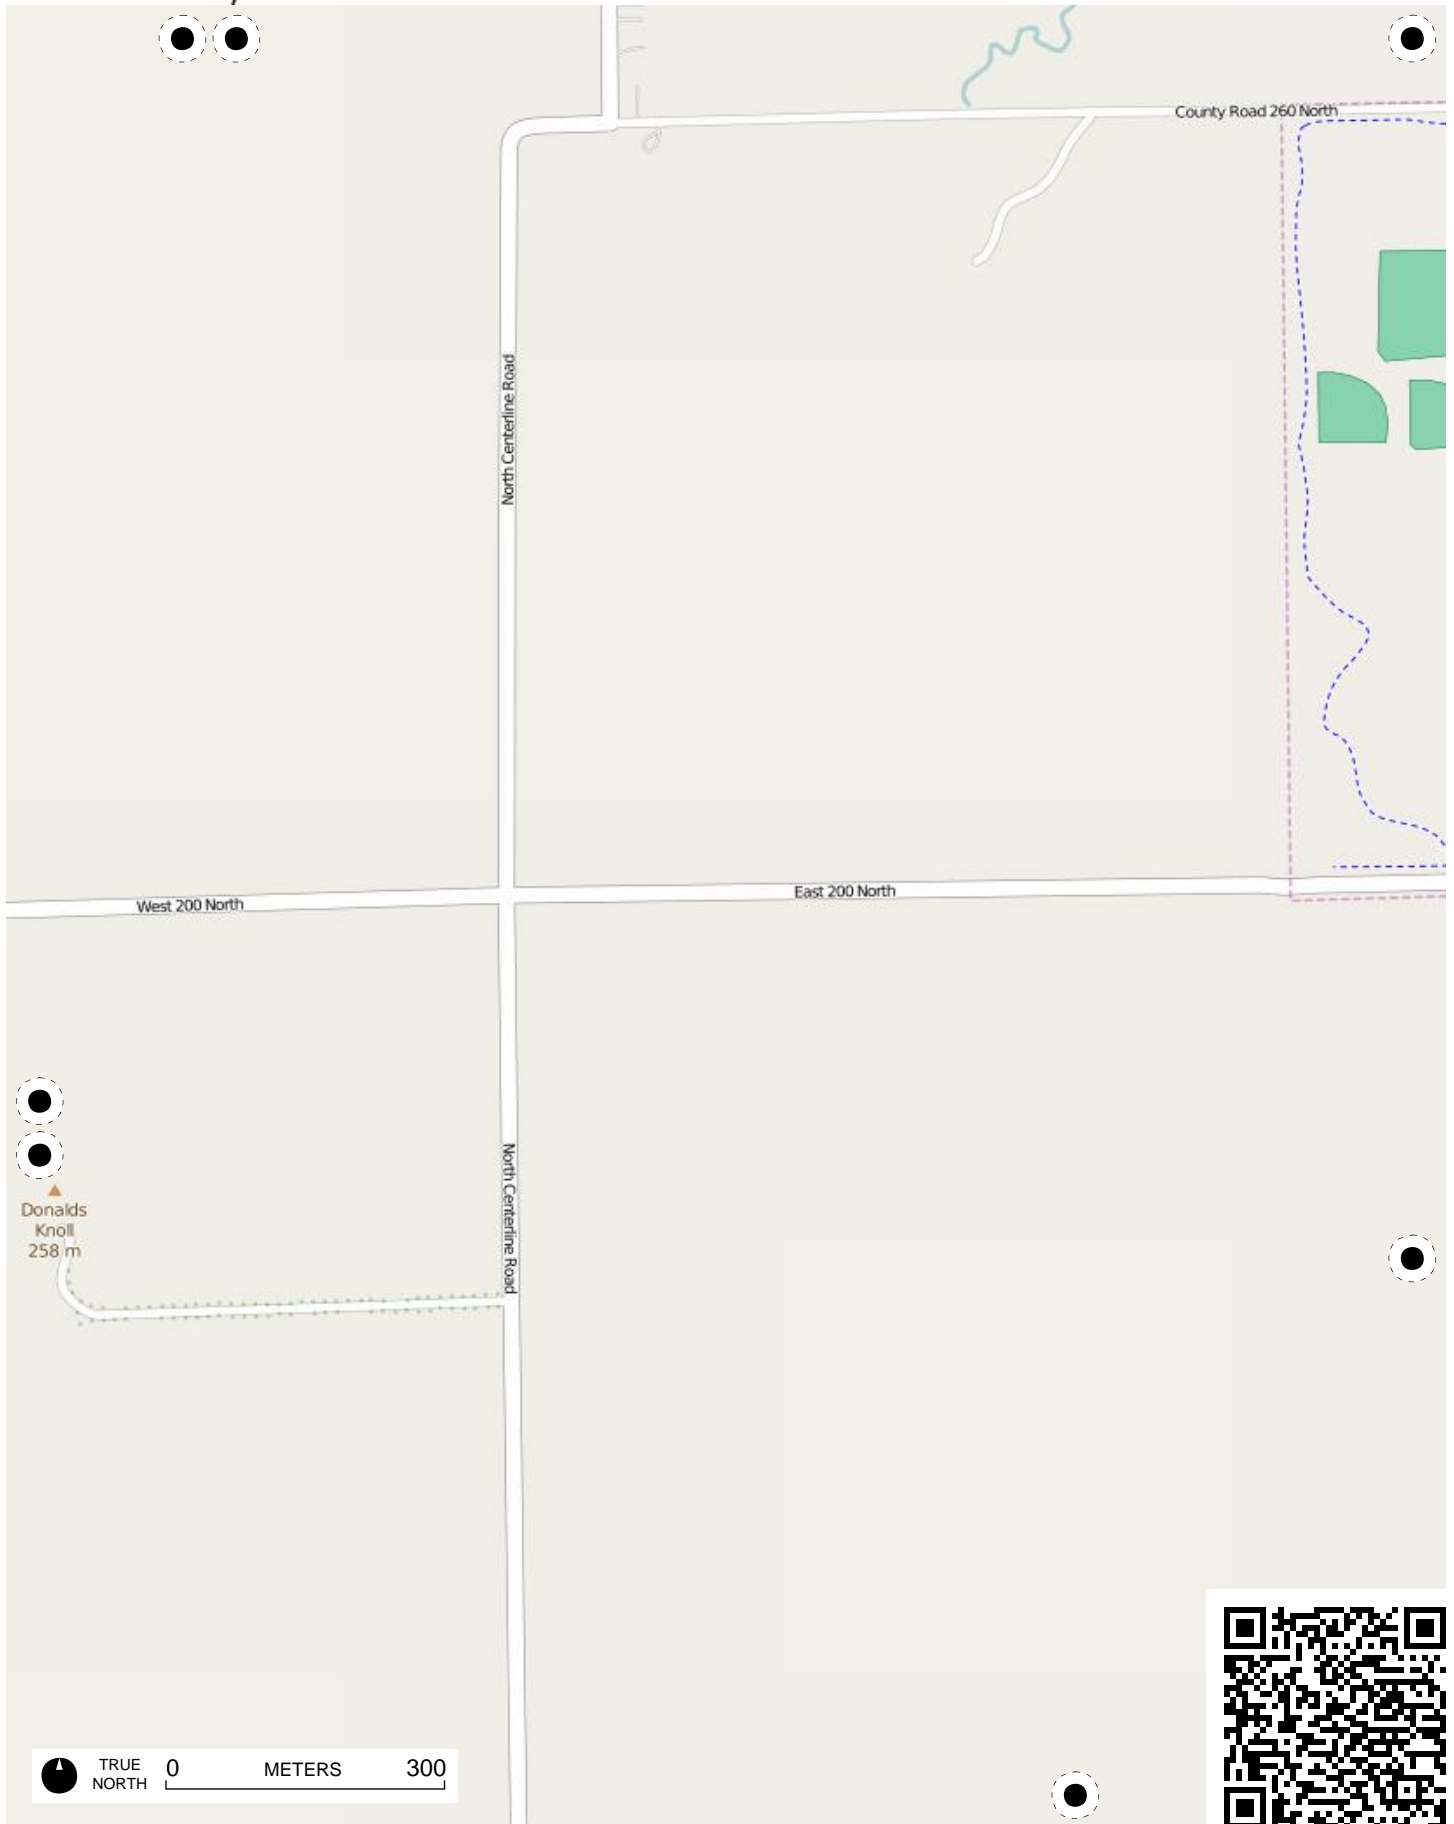 County Road 260 North
North Centerline Road
West 200 North
East 200 North
North Centerline Road
Donalds
Knoll
258 m
TRUE
NORTH
0 METERS 300